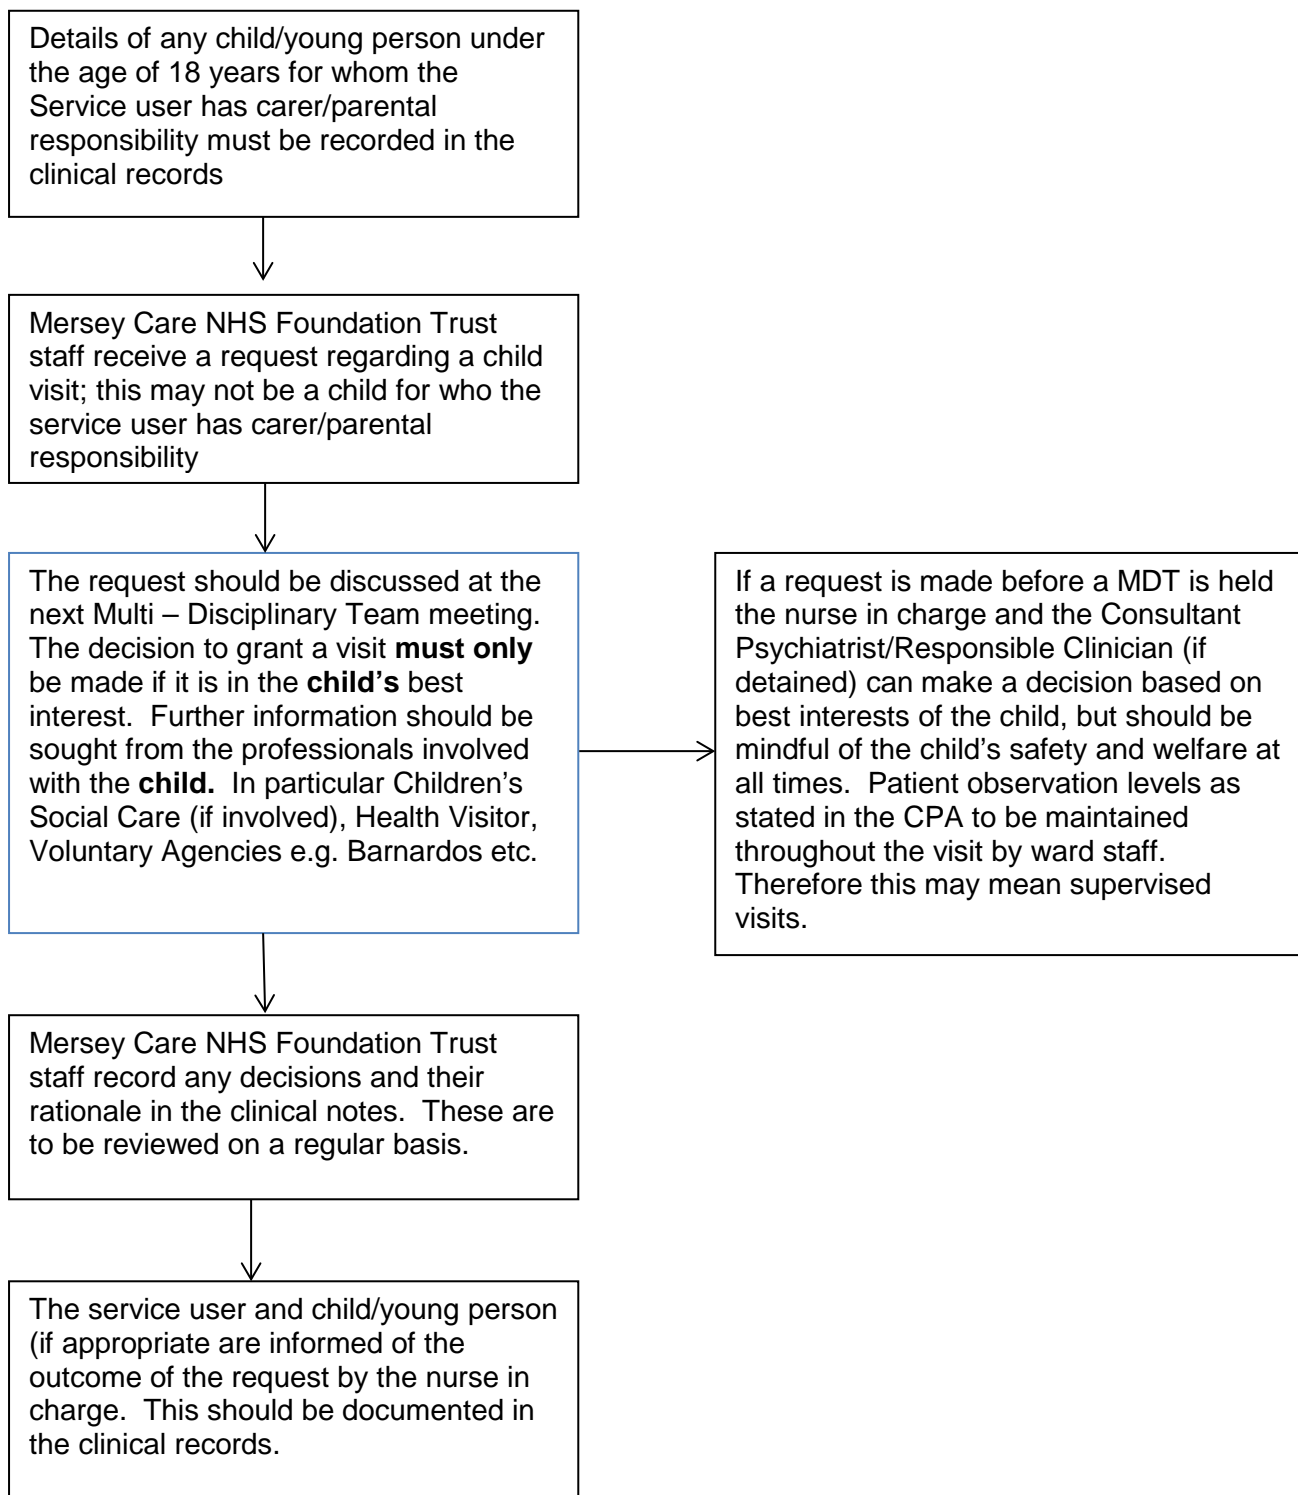 Details of any child/young person under
the age of 18 years for whom the
Service user has carer/parental
responsibility must be recorded in the
clinical records
Mersey Care NHS Foundation Trust
staff receive a request regarding a child
visit; this may not be a child for who the
service user has carer/parental
responsibility
The request should be discussed at the
next Multi – Disciplinary Team meeting.
The decision to grant a visit must only
be made if it is in the child’s best
interest.  Further information should be
sought from the professionals involved
with the child.  In particular Children’s
Social Care (if involved), Health Visitor,
Voluntary Agencies e.g. Barnardos etc.
If a request is made before a MDT is held
the nurse in charge and the Consultant
Psychiatrist/Responsible Clinician (if
detained) can make a decision based on
best interests of the child, but should be
mindful of the child’s safety and welfare at
all times.  Patient observation levels as
stated in the CPA to be maintained
throughout the visit by ward staff.
Therefore this may mean supervised
visits.
Mersey Care NHS Foundation Trust
staff record any decisions and their
rationale in the clinical notes.  These are
to be reviewed on a regular basis.
The service user and child/young person
(if appropriate are informed of the
outcome of the request by the nurse in
charge.  This should be documented in
the clinical records.